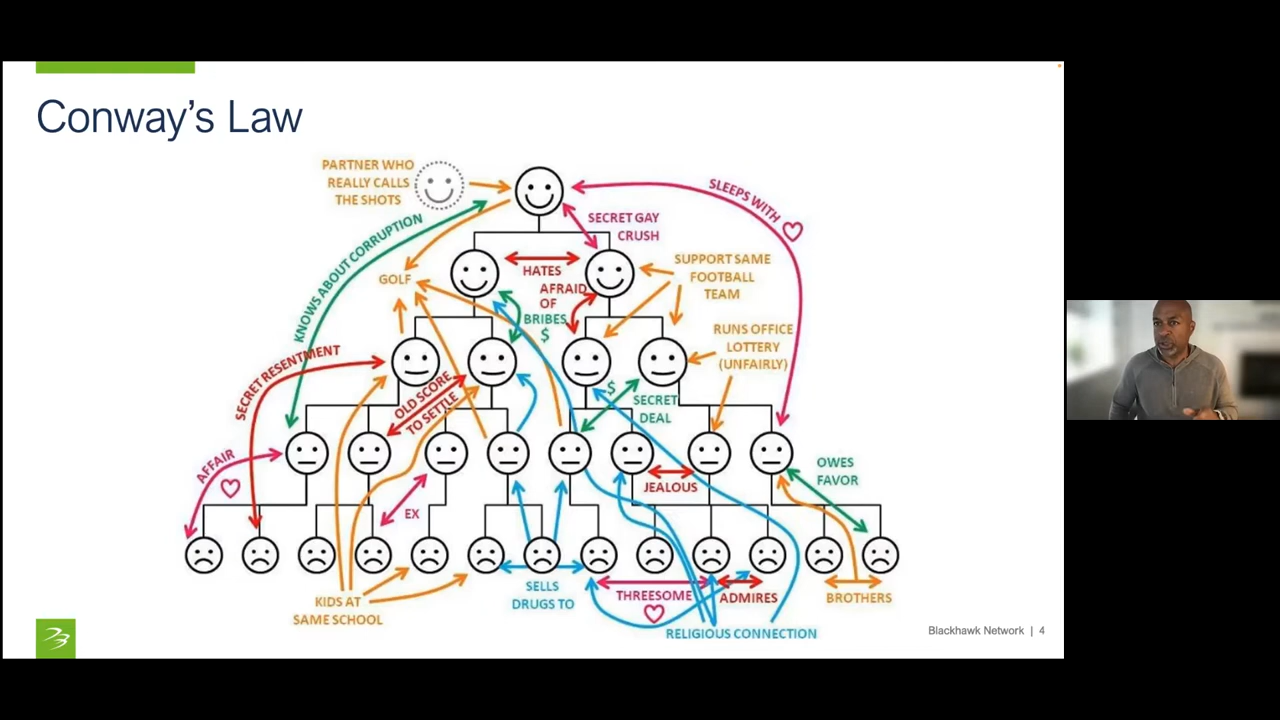 Conway's Law
PARTNER WHO
REALLY CALLS
THE SHOTS
SLEEPS WITH
SECRET GAY
CRUSH
KNOWS ABOUT CORRUPTION
GOLF
HATES
SUPPORT SAME
FOOTBALL
TEAM
AFRAID
OF
BRIBES
$
RUNS OFFICE
LOTTERY
(UNFAIRLY)
SECRET RESENTMENT
OLD SCORE
TO SETTLE
$
SECRET
DEAL
AFFAIR
OWES
FAVOR
JEALOUS
EX
SELLS
DRUGS TO
THREESOME
ADMIRES
BROTHERS
KIDS AT
SAME SCHOOL
RELIGIOUS CONNECTION
Blackhawk Network | 4